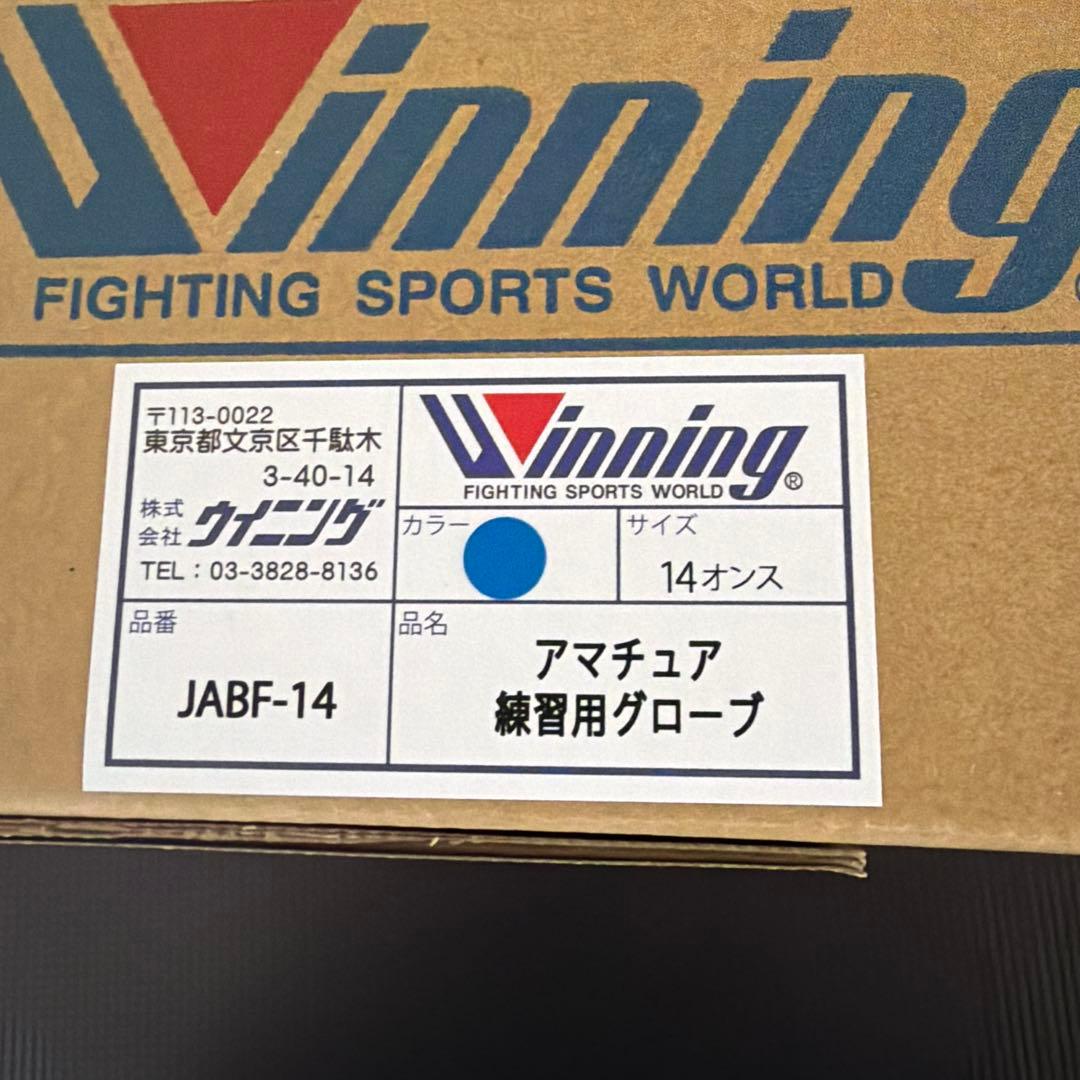 Winning
FIGHTING SPORTS WORLD
〒113-0022
東京都文京区千駄木
3-40-14
株式会社 ウイニング
TEL：03-3828-8136
Winning®
FIGHTING SPORTS WORLD
カラー
サイズ
14オンス
品番
JABF-14
品名
アマチュア
練習用グローブ